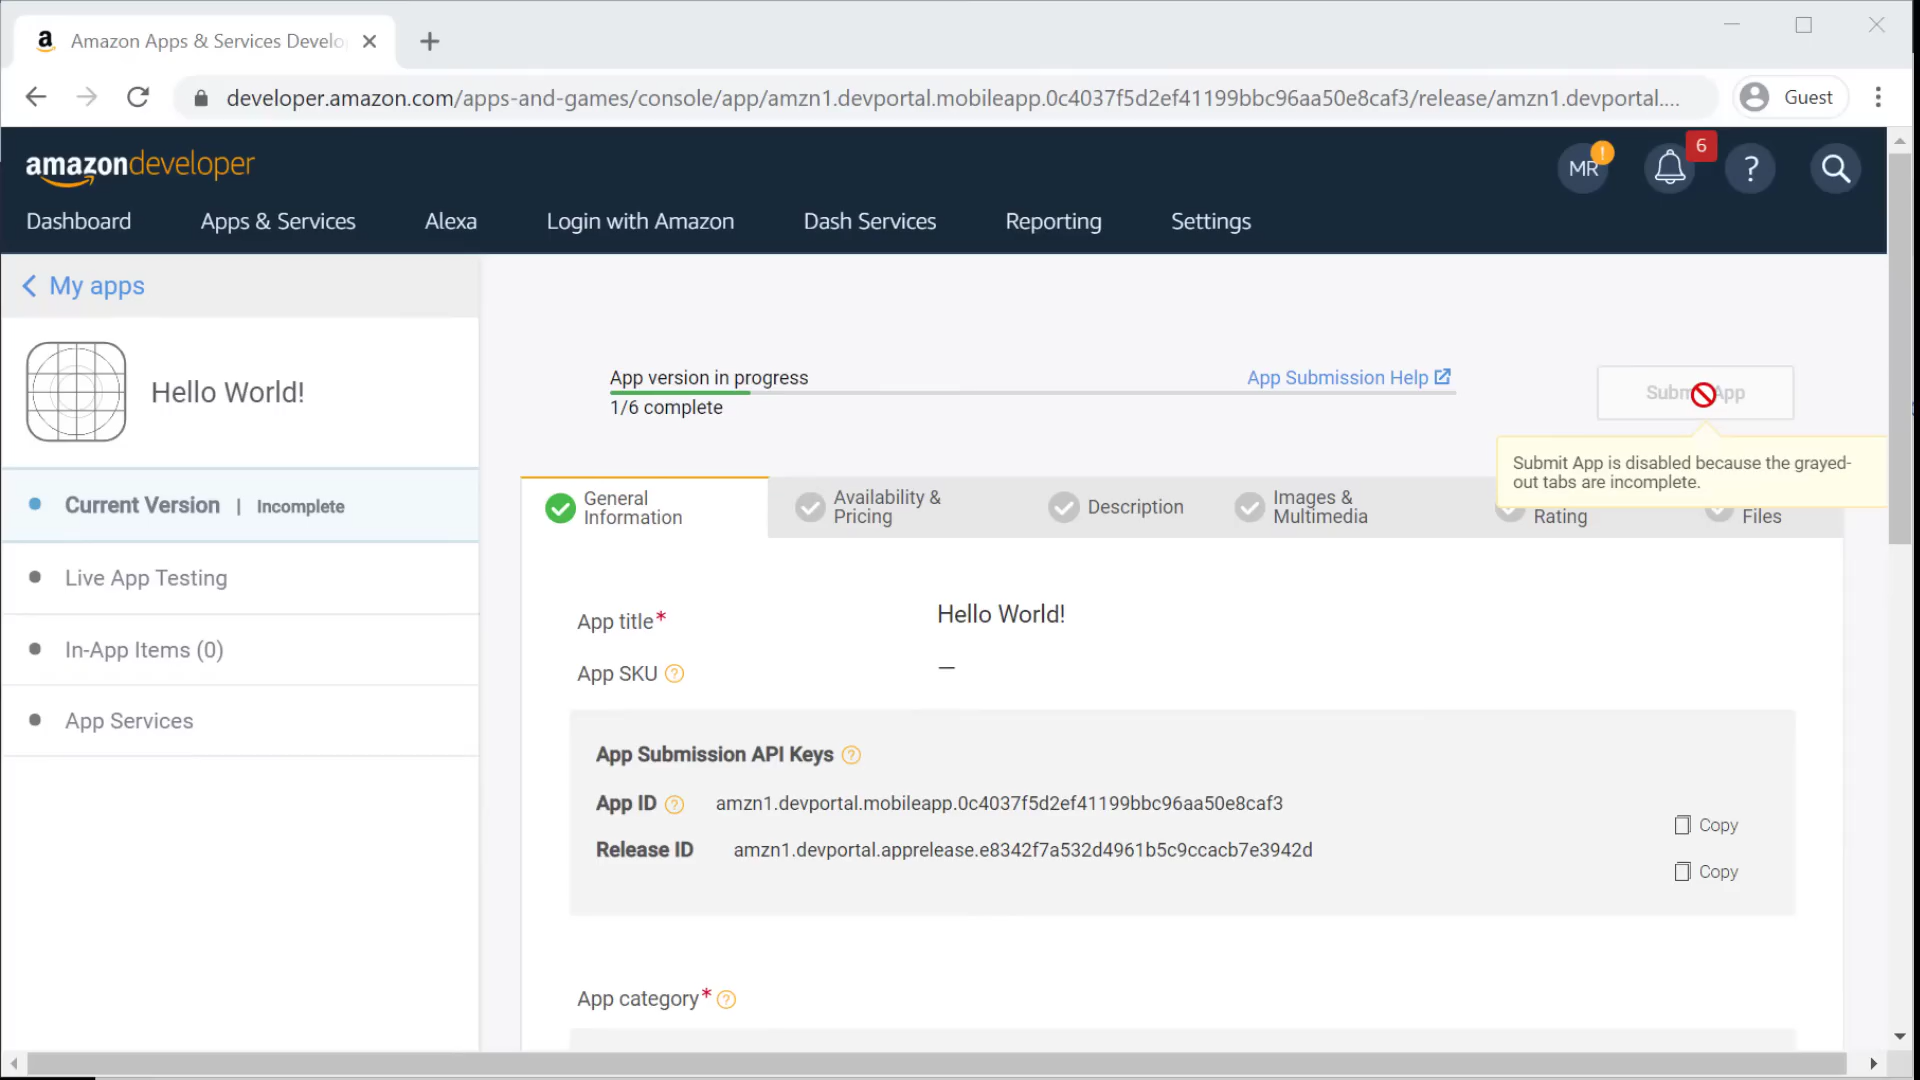 Amazon Apps & Services Develo
developer.amazon.com/apps-and-games/console/app/amzn1.devportal.mobileapp.0c4037f5d2ef41199bbc96aa50e8caf3/release/amzn1.devportal....
Guest
amazondeveloper
MR
!
6
?
Dashboard
Apps & Services
Alexa
Login with Amazon
Dash Services
Reporting
Settings
My apps
Hello World!
Current Version | Incomplete
Live App Testing
In-App Items (0)
App Services
App version in progress
App Submission Help
1/6 complete
Submit App is disabled because the grayed-
out tabs are incomplete.
General
Information
Availability &
Pricing
Description
Images &
Multimedia
Rating
Files
App title*
Hello World!
App SKU ?
—
App Submission API Keys ?
App ID ? amzn1.devportal.mobileapp.0c4037f5d2ef41199bbc96aa50e8caf3
Copy
Release ID amzn1.devportal.apprelease.e8342f7a532d4961b5c9ccacb7e3942d
Copy
App category* ?